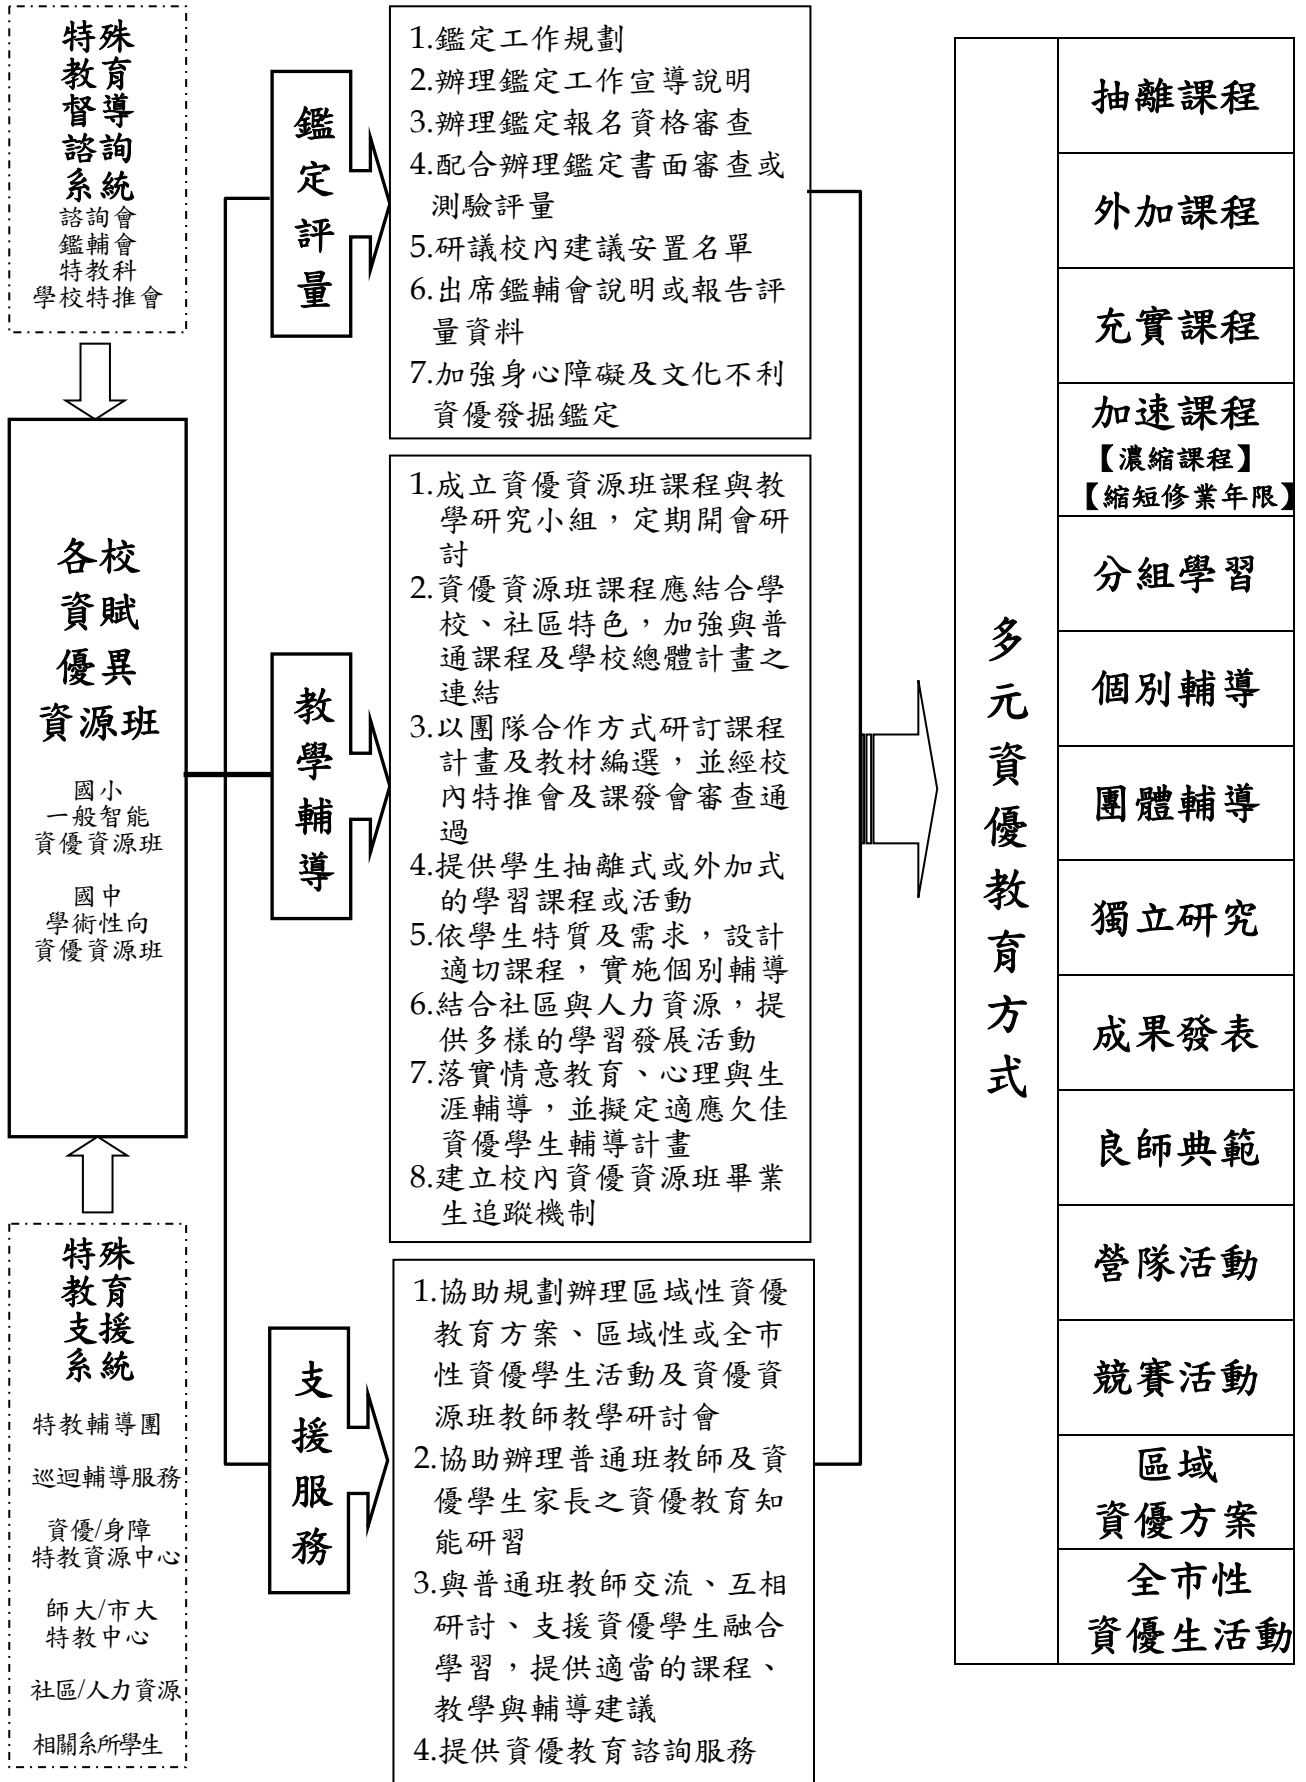 特殊
教育
督導
諮詢
系統
諮詢會
鑑輔會
特教科
學校特推會
各校
資賦
優異
資源班
國小
一般智能
資優資源班
國中
學術性向
資優資源班
特殊
教育
支援
系統
特教輔導團
巡迴輔導服務
資優/身障
特教資源中心
師大/市大
特教中心
社區/人力資源
相關系所學生
鑑定評量
1.鑑定工作規劃
2.辦理鑑定工作宣導說明
3.辦理鑑定報名資格審查
4.配合辦理鑑定書面審查或
測驗評量
5.研議校內建議安置名單
6.出席鑑輔會說明或報告評
量資料
7.加強身心障礙及文化不利
資優發掘鑑定
教學輔導
1.成立資優資源班課程與教
學研究小組，定期開會研
討
2.資優資源班課程應結合學
校、社區特色，加強與普
通課程及學校總體計畫之
連結
3.以團隊合作方式研訂課程
計畫及教材編選，並經校
內特推會及課發會審查通
過
4.提供學生抽離式或外加式
的學習課程或活動
5.依學生特質及需求，設計
適切課程，實施個別輔導
6.結合社區與人力資源，提
供多樣的學習發展活動
7.落實情意教育、心理與生
涯輔導，並擬定適應欠佳
資優學生輔導計畫
8.建立校內資優資源班畢業
生追蹤機制
支援服務
1.協助規劃辦理區域性資優
教育方案、區域性或全市
性資優學生活動及資優資
源班教師教學研討會
2.協助辦理普通班教師及資
優學生家長之資優教育知
能研習
3.與普通班教師交流、互相
研討、支援資優學生融合
學習，提供適當的課程、
教學與輔導建議
4.提供資優教育諮詢服務
多元資優教育方式
抽離課程
外加課程
充實課程
加速課程
【濃縮課程】
【縮短修業年限】
分組學習
個別輔導
團體輔導
獨立研究
成果發表
良師典範
營隊活動
競賽活動
區域
資優方案
全市性
資優生活動